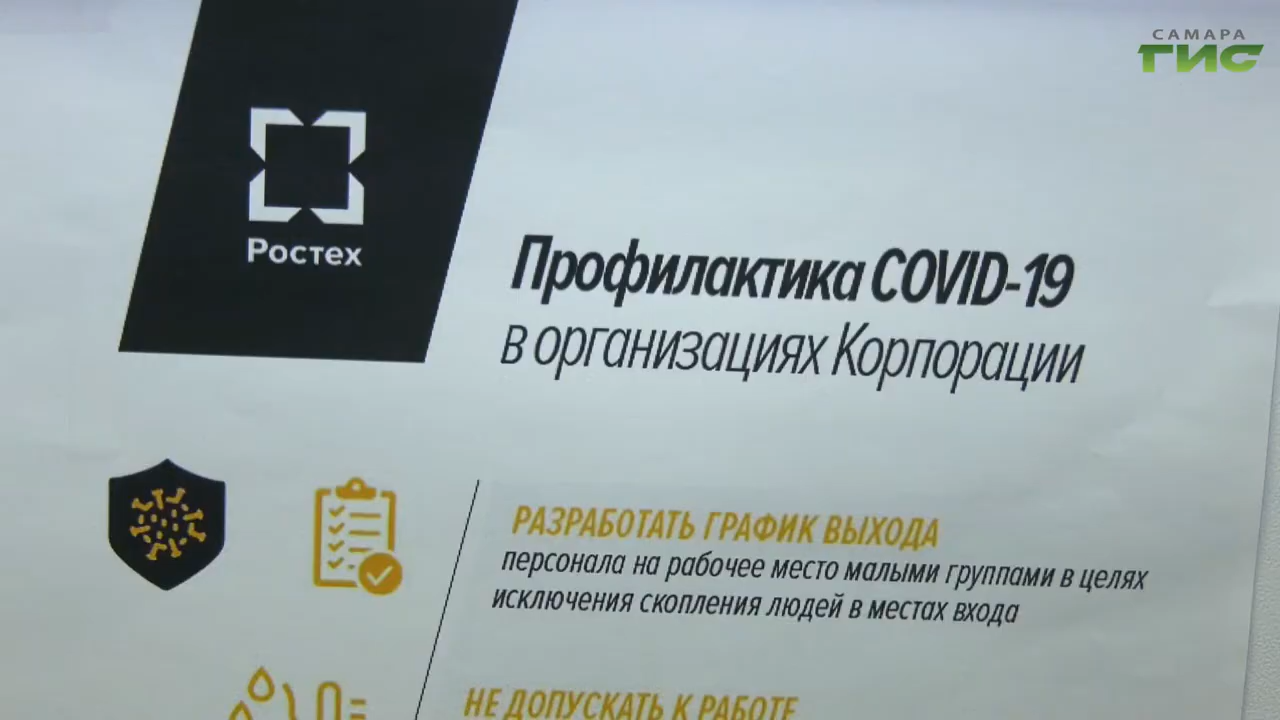 САМАРА
ГИС
Ростех
Профилактика COVID-19
в организациях Корпорации
РАЗРАБОТАТЬ ГРАФИК ВЫХОДА
персонала на рабочее место малыми группами в целях
исключения скопления людей в местах входа
НЕ ДОПУСКАТЬ К РАБОТЕ